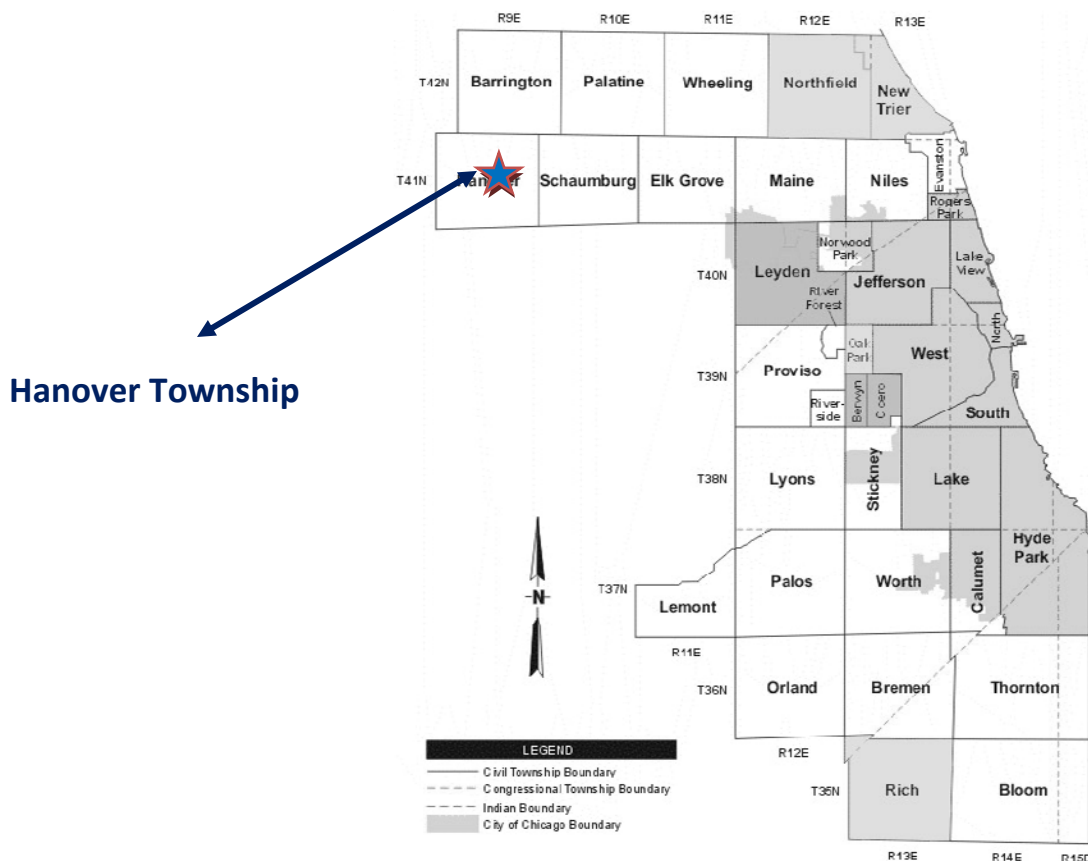 R9E R10E R11E R12E R13E
T42N Barrington Palatine Wheeling Northfield New Trier
T41N Schaumburg Elk Grove Maine Niles Evanston
Rogers Park
Norwood Park
T40N Leyden Jefferson Lake View
River Forest
North
Oak Park West
Hanover Township
T39N Proviso
River-side Berwyn Cicero South
T38N Lyons Stickney Lake
Hyde Park
T37N Palos Worth Calumet
N Lemont
R11E
T36N Orland Bremen Thornton
LEGEND
R12E
Civil Township Boundary
Congressional Township Boundary
T35N Rich Bloom
Indian Boundary
City of Chicago Boundary
R13E R14E